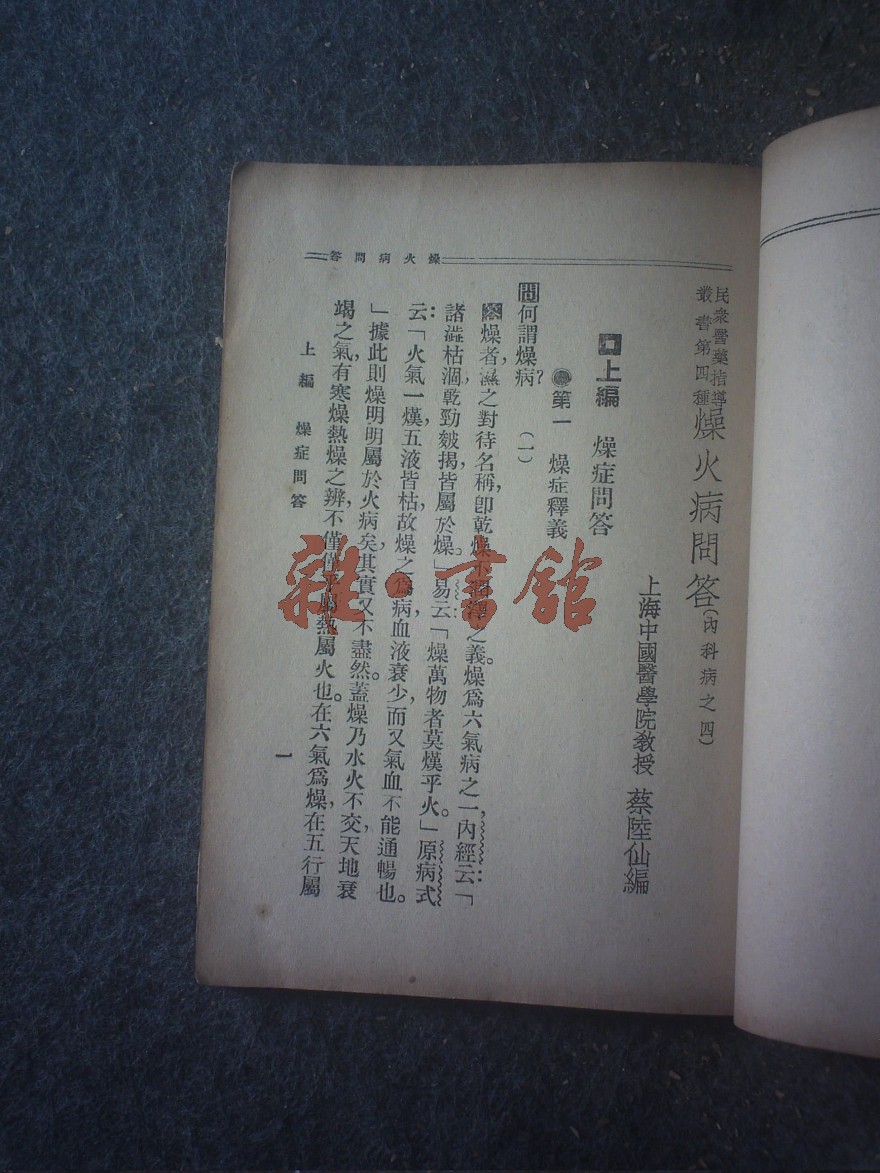 民衆醫藥指導
叢書第四種
燥火病問答(內科病之四)
上海中國醫學院敎授 蔡陸仙編
上編 燥症問答
第一 燥症釋義
(一)
問何謂燥病?
答燥者,濕之對待名稱,卽乾燥不潤澤之義。燥爲六氣病之一,內經云:「
諸澁枯涸,乾勁皴揭,皆屬於燥。」易云:「燥萬物者,莫熯乎火。」原病式
云:「火氣一熯,五液皆枯,故燥之爲病,血液衰少,而又氣血不能通暢也。
」據此則燥明明屬於火病矣,其實又不盡然。蓋燥乃水火不交,天地衰
竭之氣,有寒燥熱燥之辨,不僅僅乎屬熱屬火也。在六氣爲燥,在五行屬
燥火病問答
上編 燥症問答
一
雜·書館